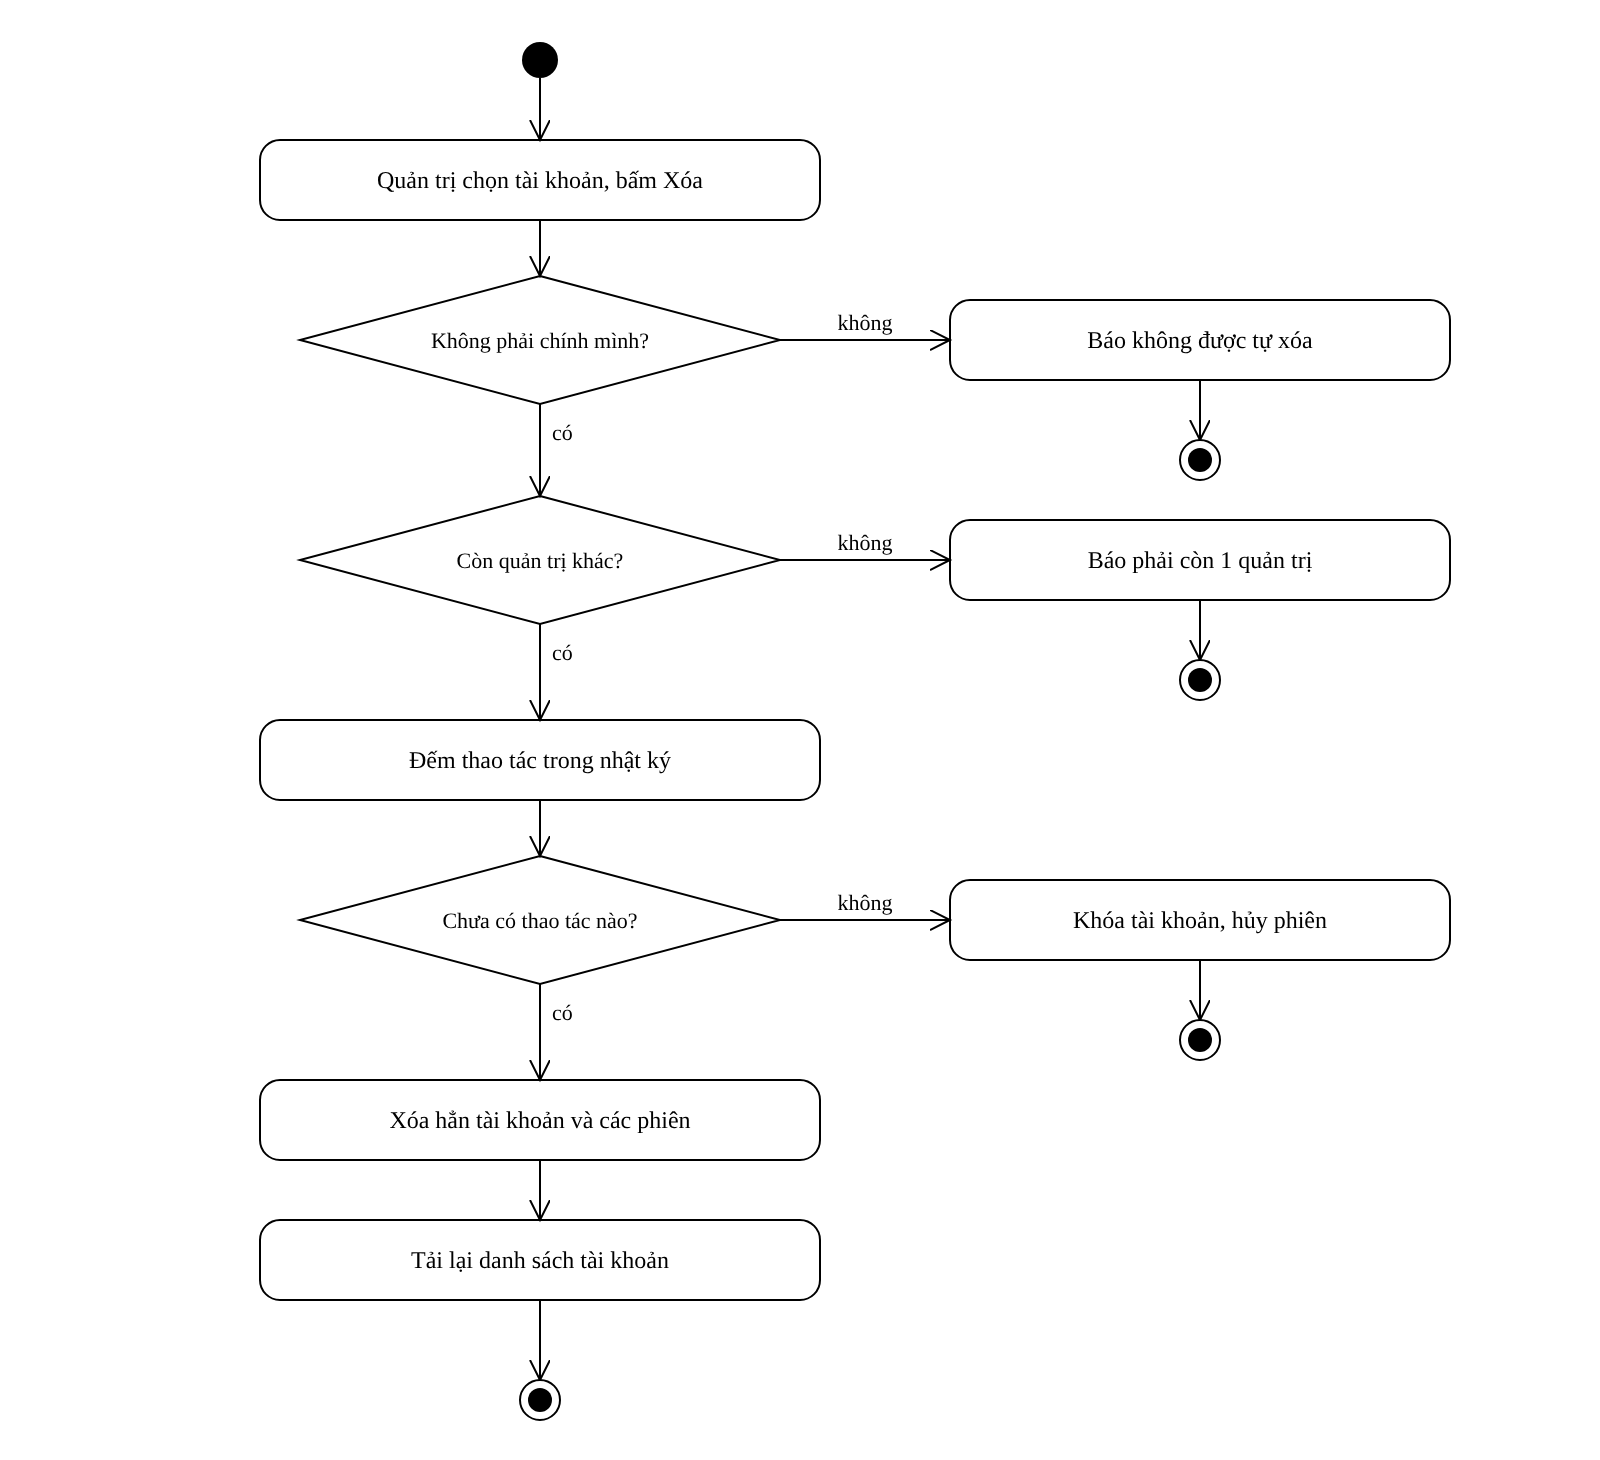 Quản trị chọn tài khoản, bấm Xóa
Không phải chính mình?
không
Báo không được tự xóa
có
Còn quản trị khác?
không
Báo phải còn 1 quản trị
có
Đếm thao tác trong nhật ký
Chưa có thao tác nào?
không
Khóa tài khoản, hủy phiên
có
Xóa hẳn tài khoản và các phiên
Tải lại danh sách tài khoản